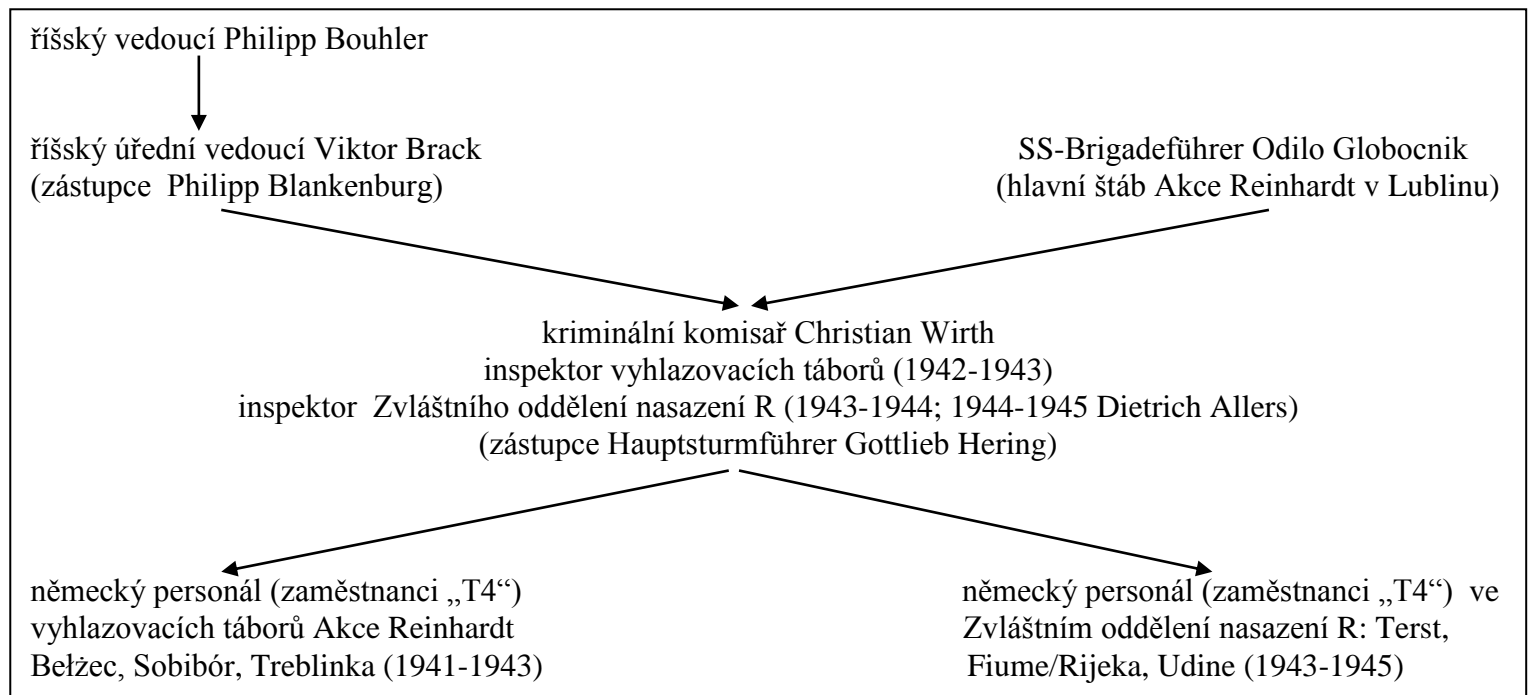 říšský vedoucí Philipp Bouhler
říšský úřední vedoucí Viktor Brack
(zástupce Philipp Blankenburg)
SS-Brigadeführer Odilo Globocnik
(hlavní štáb Akce Reinhardt v Lublinu)
kriminální komisař Christian Wirth
inspektor vyhlazovacích táborů (1942-1943)
inspektor Zvláštního oddělení nasazení R (1943-1944; 1944-1945 Dietrich Allers)
(zástupce Hauptsturmführer Gottlieb Hering)
německý personál (zaměstnanci „T4“)
vyhlazovacích táborů Akce Reinhardt
Bełżec, Sobibór, Treblinka (1941-1943)
německý personál (zaměstnanci „T4“) ve
Zvláštním oddělení nasazení R: Terst,
Fiume/Rijeka, Udine (1943-1945)